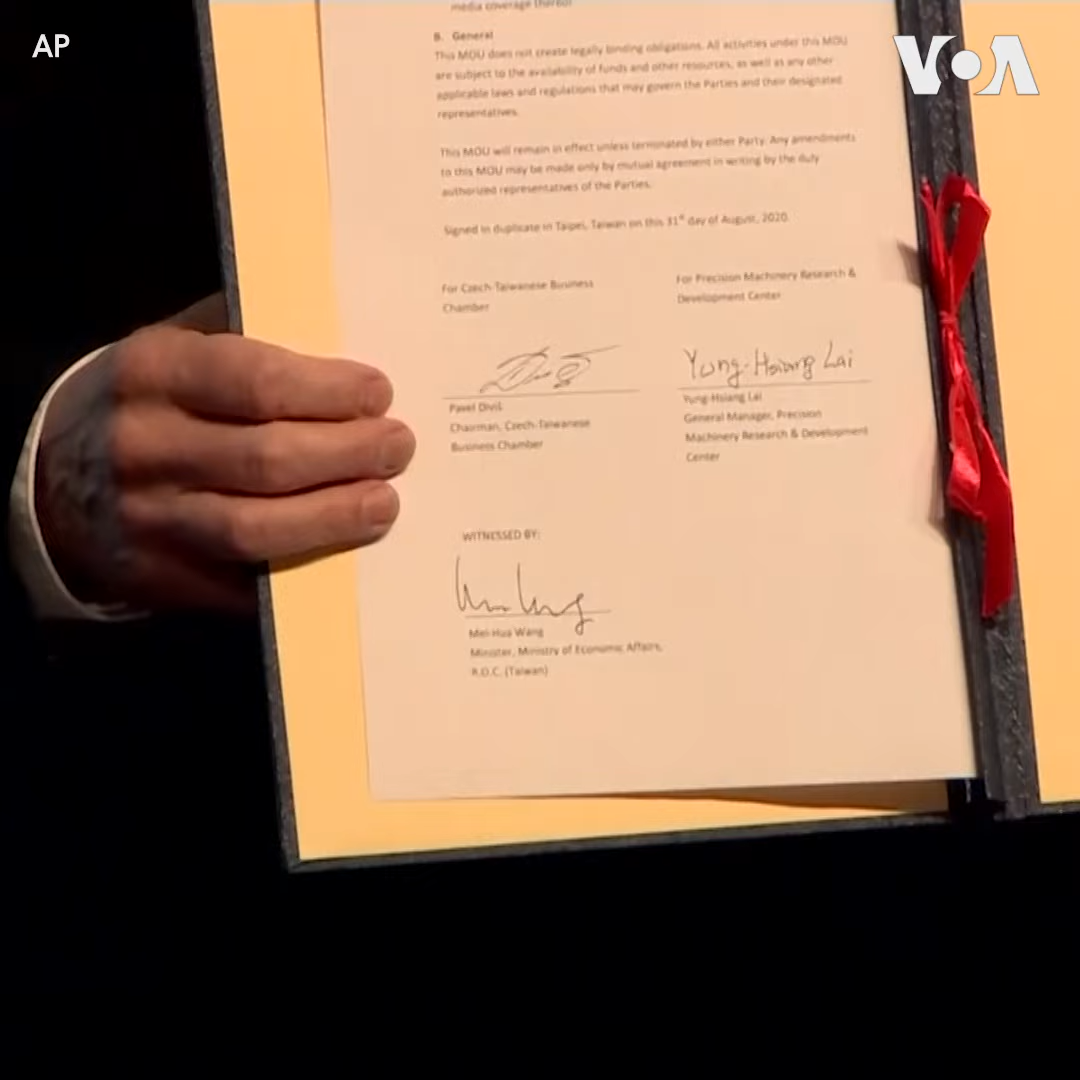 AP
VOA
media coverage thereof
B. General
This MOU does not create legally binding obligations. All activities under this MOU
are subject to the availability of funds and other resources, as well as any other
applicable laws and regulations that may govern the Parties and their designated
representatives.
This MOU will remain in effect unless terminated by either Party. Any amendments
to this MOU may be made only by mutual agreement in writing by the duly
authorized representatives of the Parties.
Signed in duplicate in Taipei, Taiwan on this 31st day of August, 2020.
For Czech-Taiwanese Business
Chamber
For Precision Machinery Research &
Development Center
Yung-Hsiang Lai
Pavel Diviš
Chairman, Czech-Taiwanese
Business Chamber
Yung-Hsiang Lai
General Manager, Precision
Machinery Research & Development
Center
WITNESSED BY:
Mei-Hua Wang
Minister, Ministry of Economic Affairs,
R.O.C. (Taiwan)